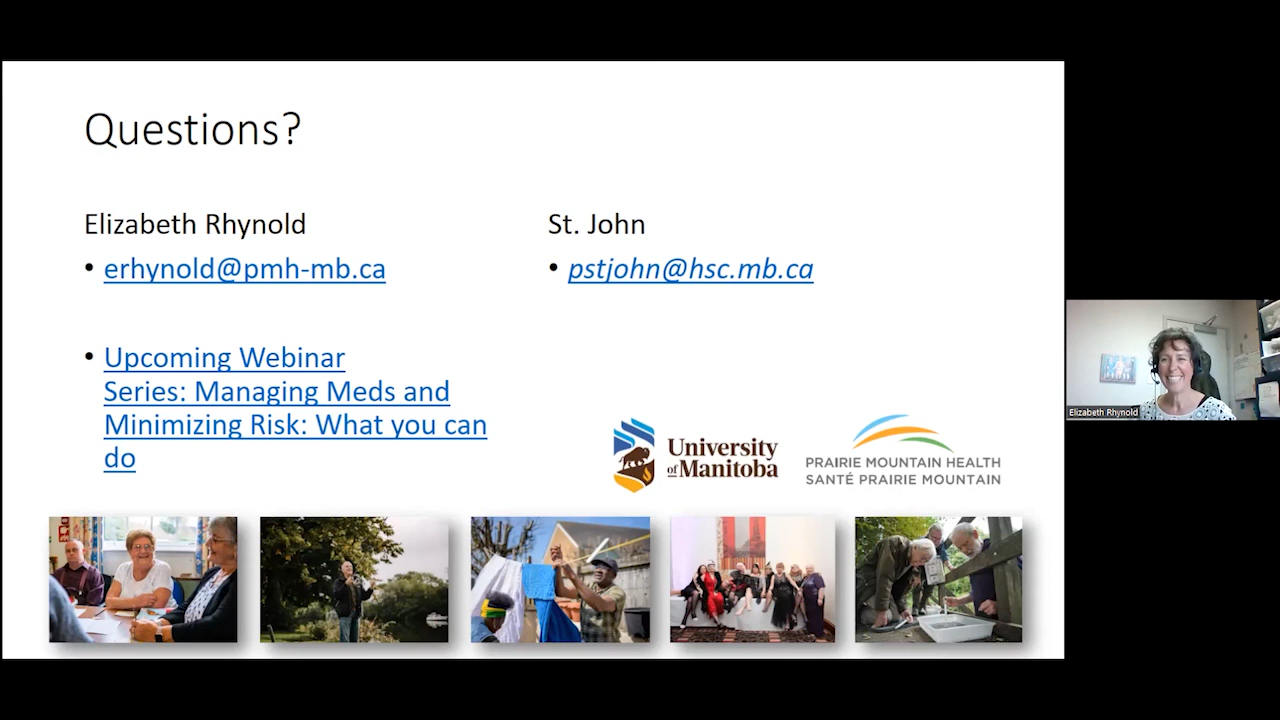 Questions?
Elizabeth Rhynold
• erhynold@pmh-mb.ca
• Upcoming Webinar
Series: Managing Meds and
Minimizing Risk: What you can
do
St. John
• pstjohn@hsc.mb.ca
University
of Manitoba
PRAIRIE MOUNTAIN HEALTH
SANTÉ PRAIRIE MOUNTAIN
Elizabeth Rhynold